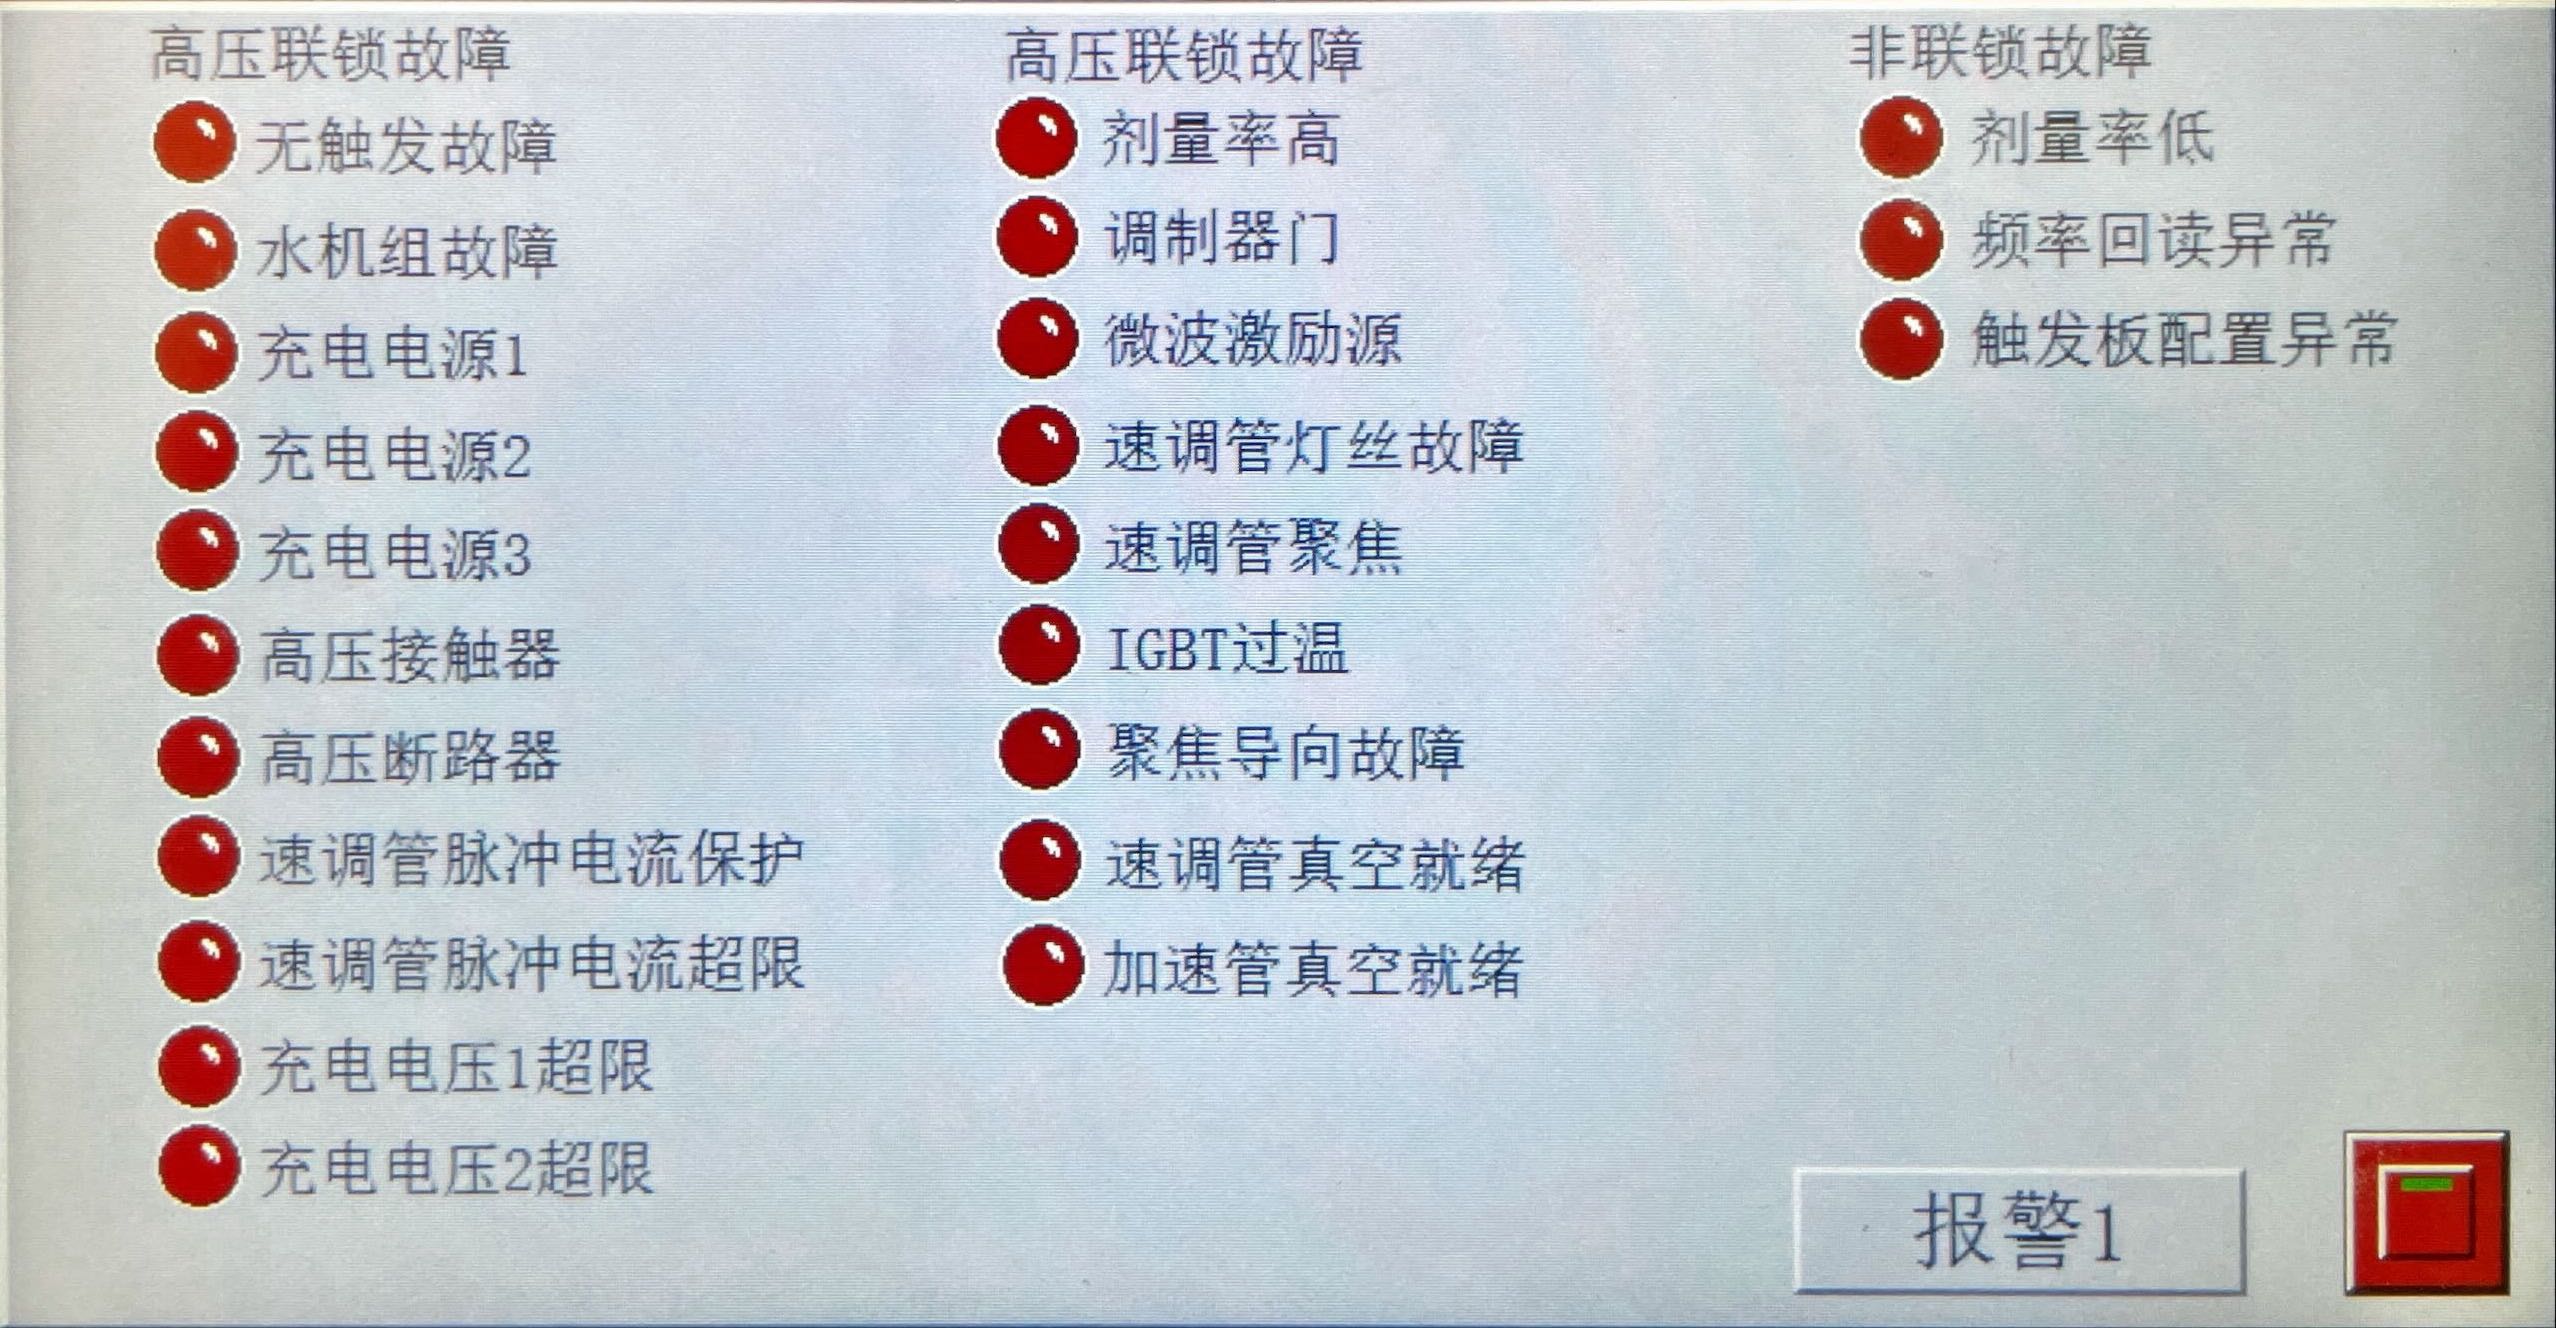 高压联锁故障
无触发故障
水机组故障
充电电源1
充电电源2
充电电源3
高压接触器
高压断路器
速调管脉冲电流保护
速调管脉冲电流超限
充电电压1超限
充电电压2超限
高压联锁故障
剂量率高
调制器门
微波激励源
速调管灯丝故障
速调管聚焦
IGBT过温
聚焦导向故障
速调管真空就绪
加速管真空就绪
非联锁故障
剂量率低
频率回读异常
触发板配置异常
报警1